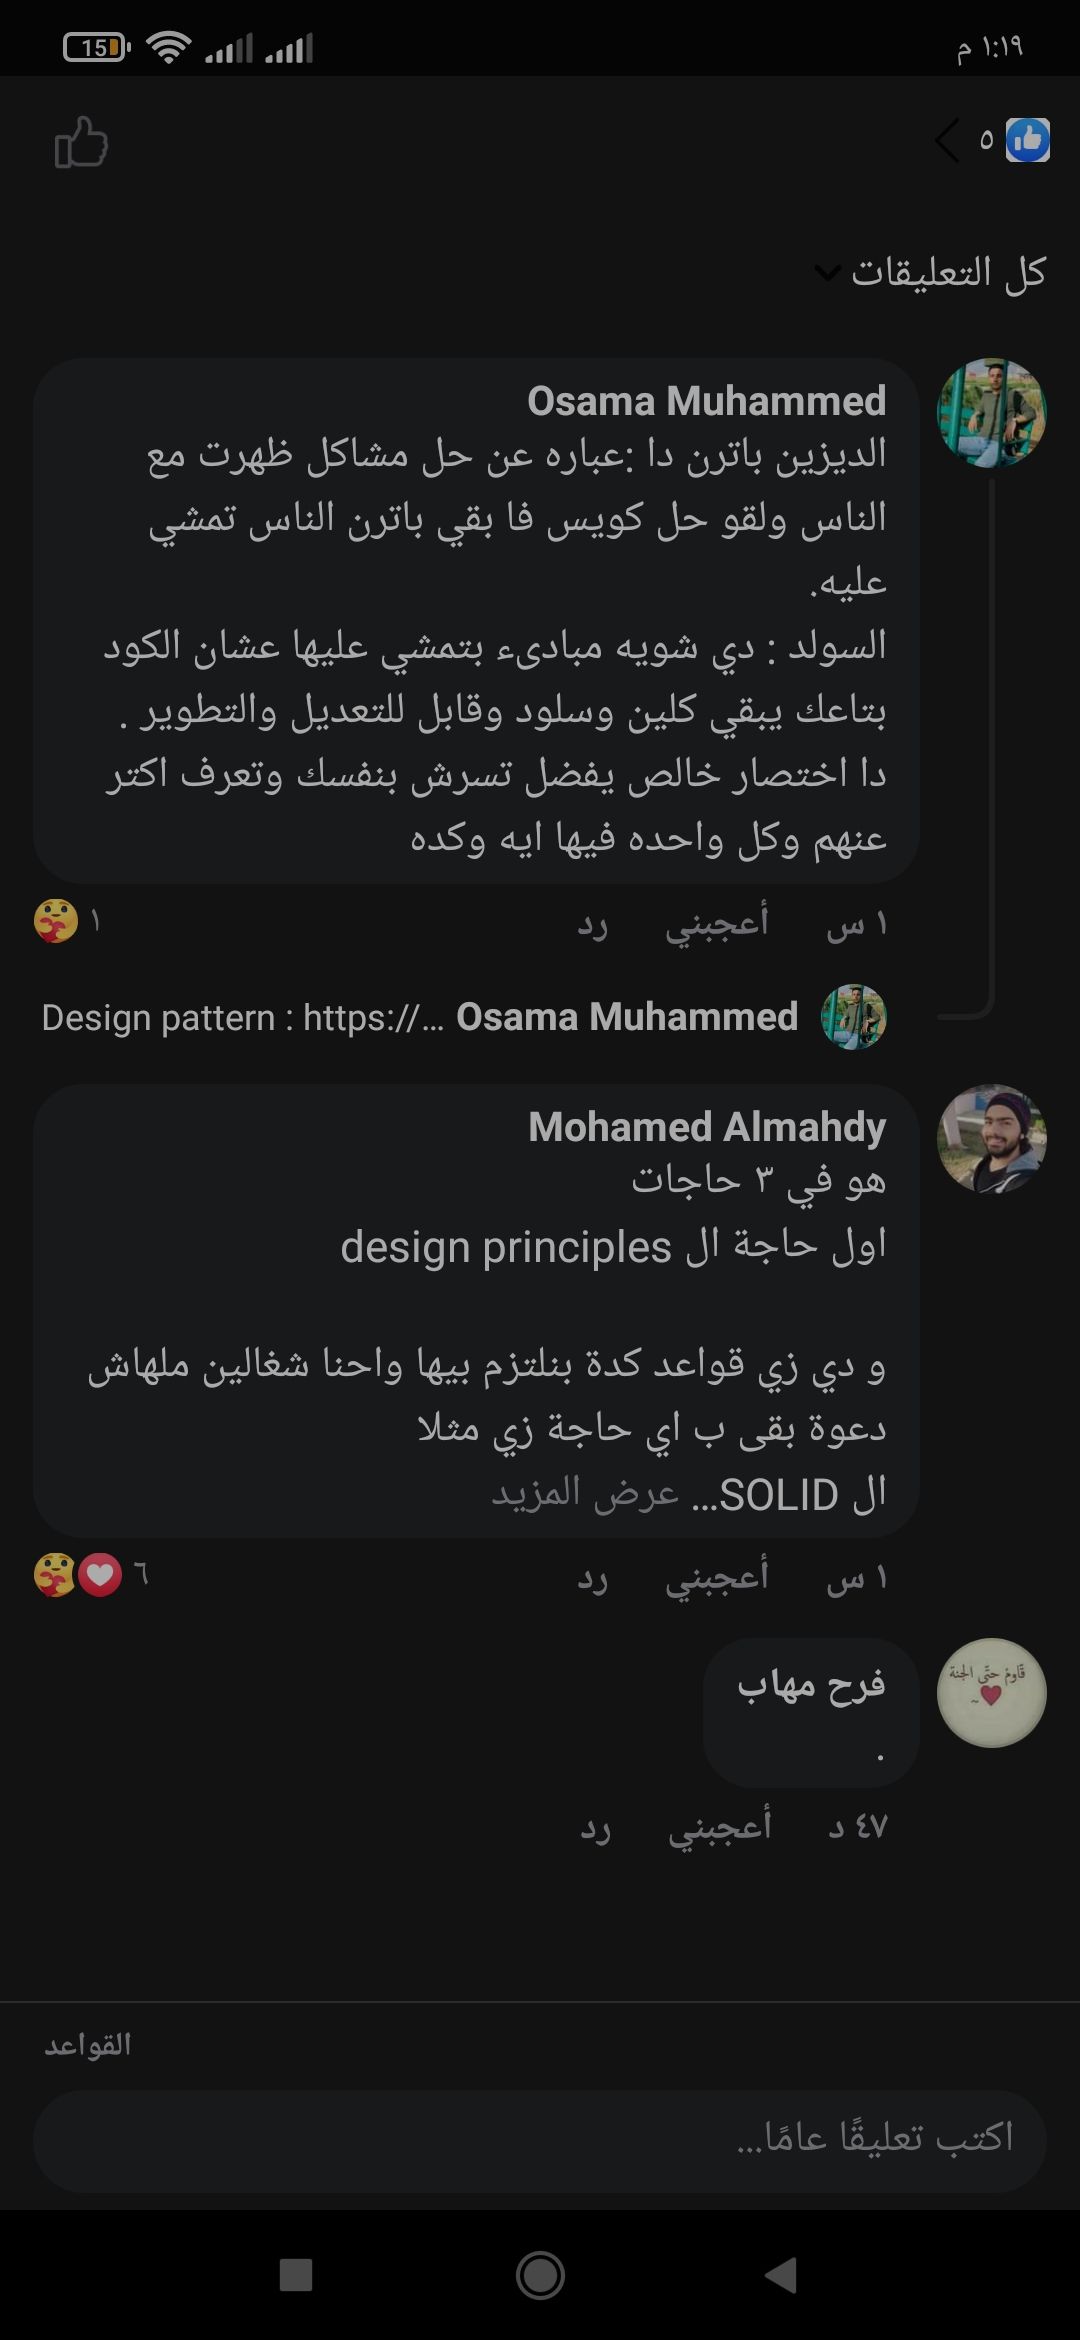 15
١:١٩ م
٥
كل التعليقات
Osama Muhammed
الديزين باترن دا :عباره عن حل مشاكل ظهرت مع
الناس ولقو حل كويس فا بقي باترن الناس تمشي
عليه.
السولد : دي شويه مبادىء بتمشي عليها عشان الكود
بتاعك يبقي كلين وسلود وقابل للتعديل والتطوير .
دا اختصار خالص يفضل تسرش بنفسك وتعرف اكتر
عنهم وكل واحده فيها ايه وكده
١ س أعجبني رد ١
Osama Muhammed Design pattern : https://...
Mohamed Almahdy
هو في ٣ حاجات
اول حاجة ال design principles
و دي زي قواعد كدة بنلتزم بيها واحنا شغالين ملهاش
دعوة بقى ب اي حاجة زي مثلا
ال SOLID... عرض المزيد
١ س أعجبني رد ٦
قاوم حتّى الجنة
فرح مهاب
.
٤٧ د أعجبني رد
القواعد
اكتب تعليقًا عامًا...